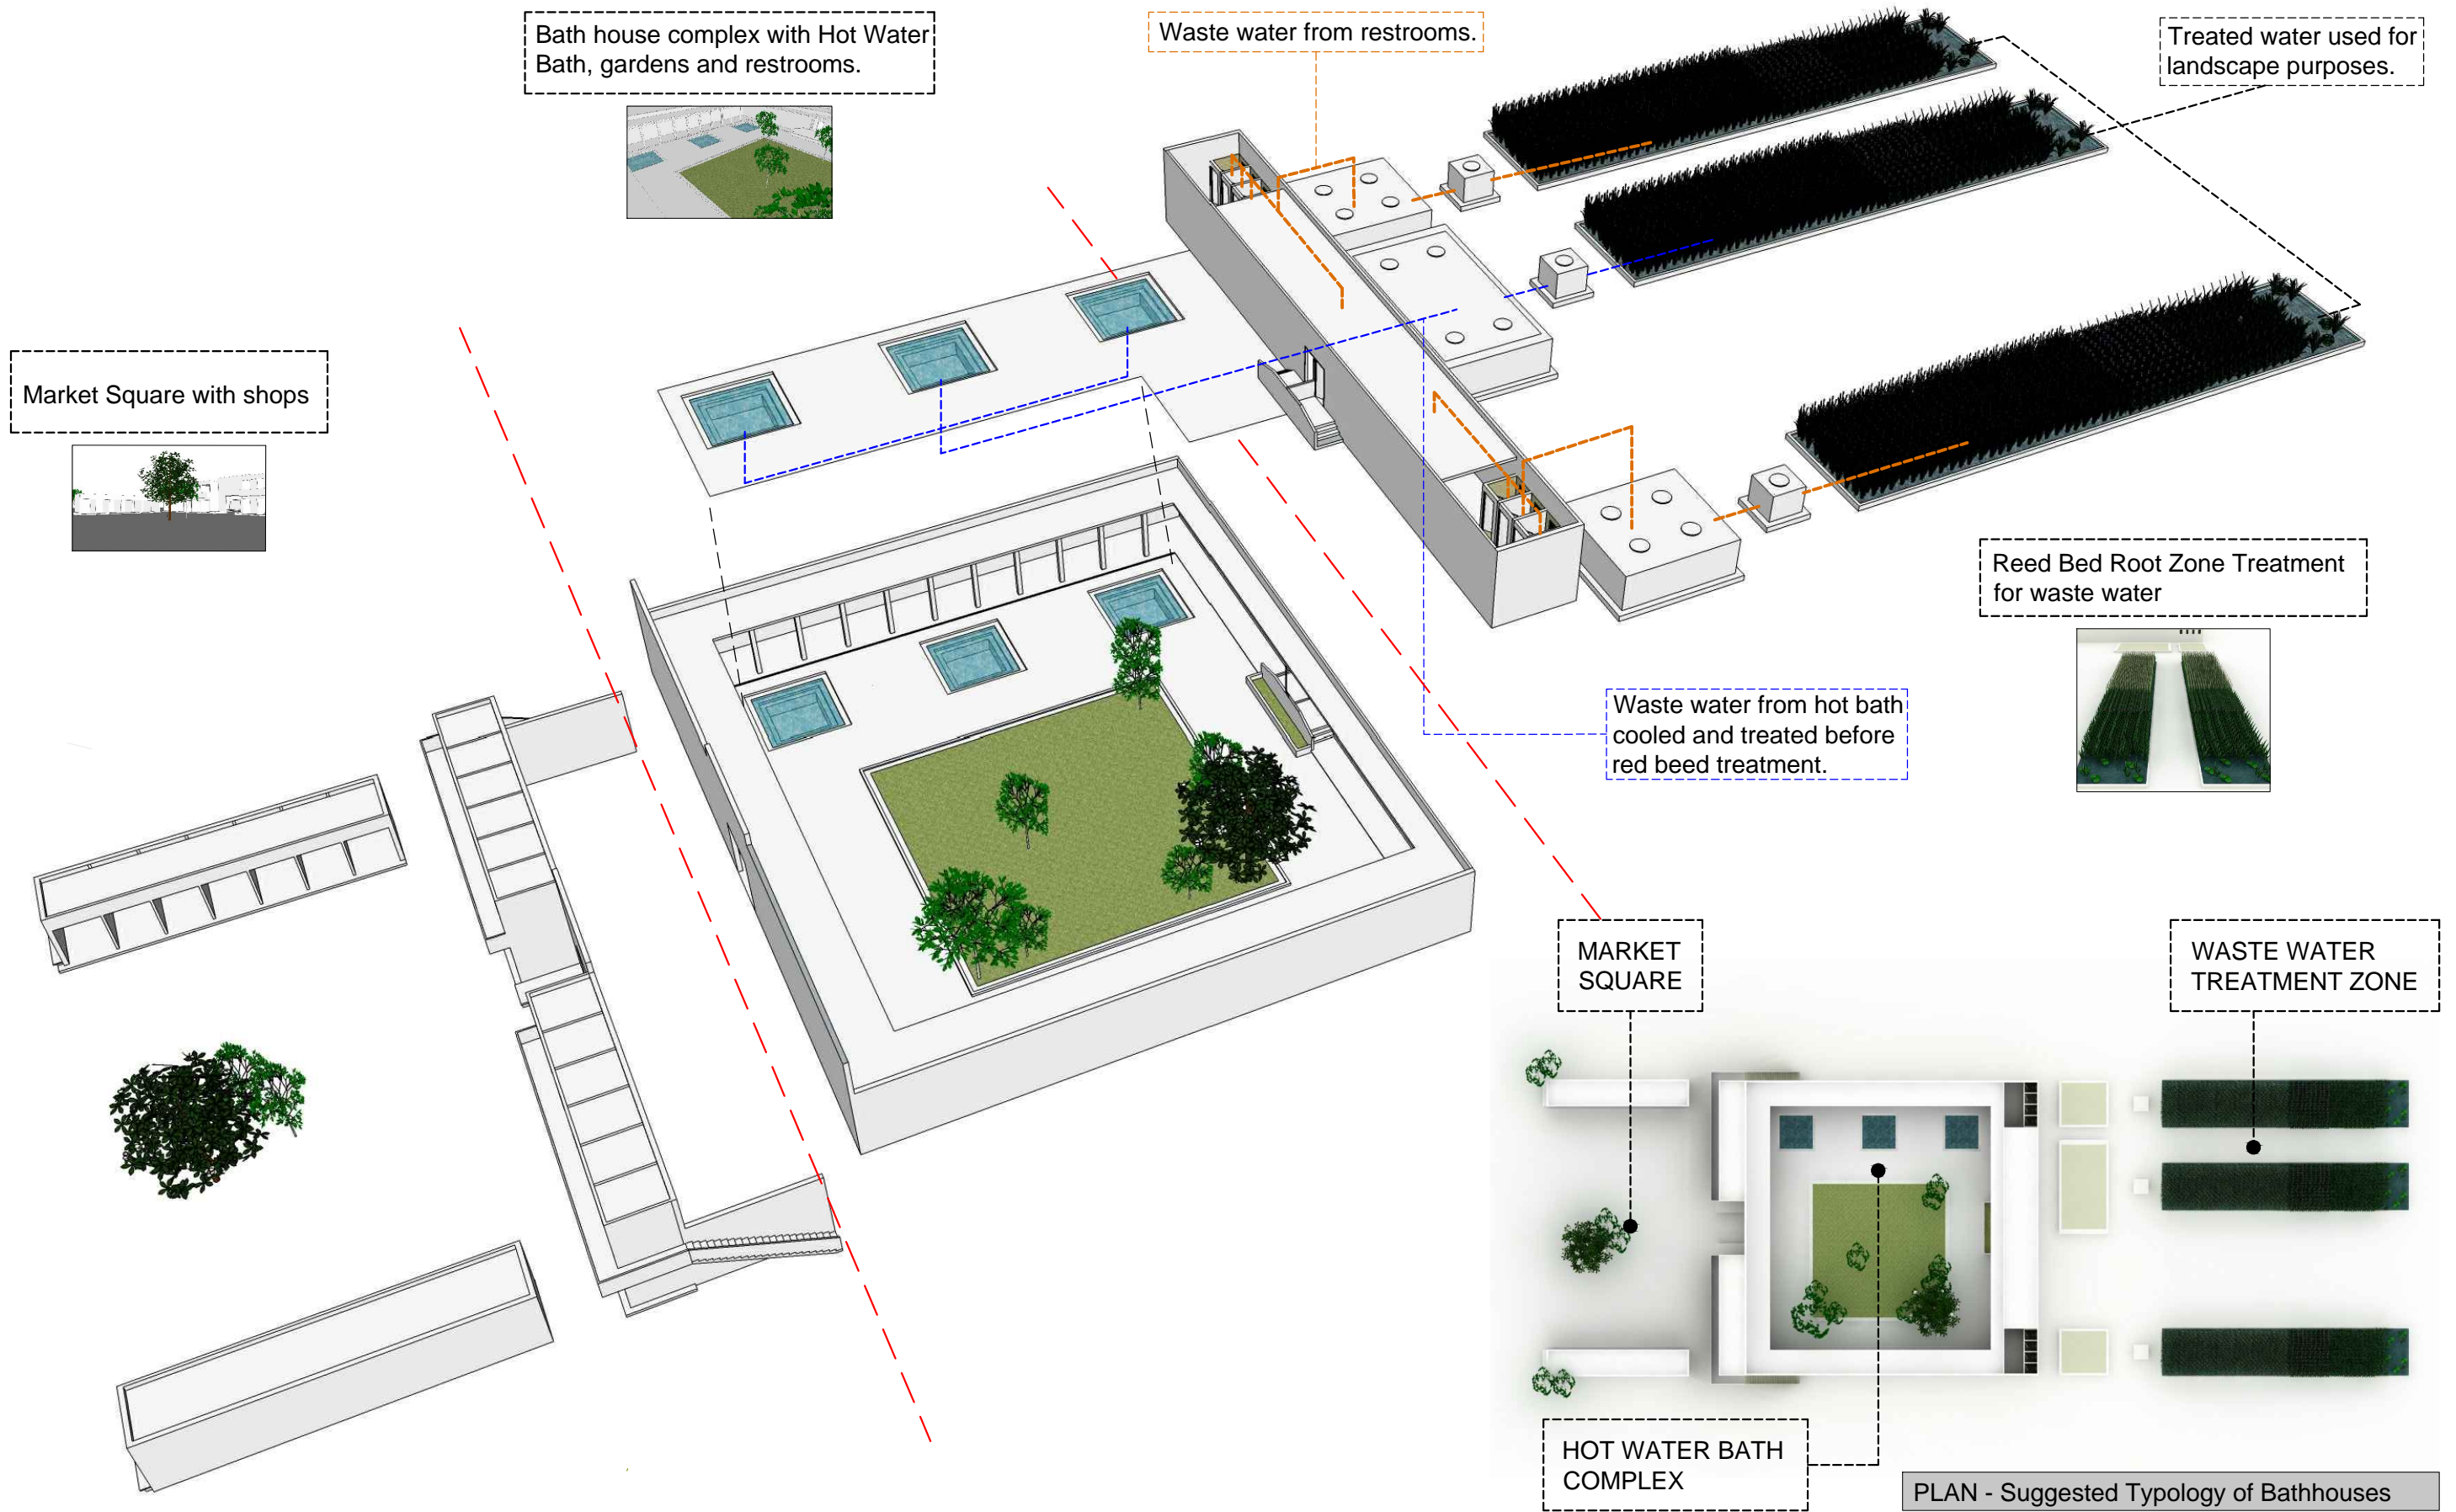 Bath house complex with Hot Water
Bath, gardens and restrooms.
Waste water from restrooms.
Treated water used for
landscape purposes.
Market Square with shops
Reed Bed Root Zone Treatment
for waste water
Waste water from hot bath
cooled and treated before
red beed treatment.
MARKET
SQUARE
WASTE WATER
TREATMENT ZONE
HOT WATER BATH
COMPLEX
PLAN - Suggested Typology of Bathhouses